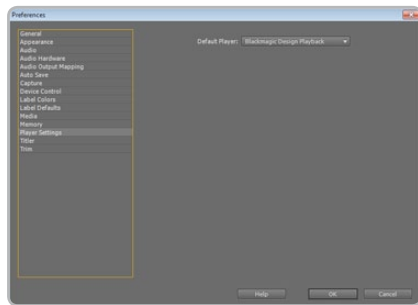 Preferences
General
Appearance
Audio
Audio Hardware
Audio Output Mapping
Auto Save
Capture
Device Control
Label Colors
Label Defaults
Media
Memory
Player Settings
Titler
Trim
Default Player: Blackmagic Design Playback
Help OK Cancel